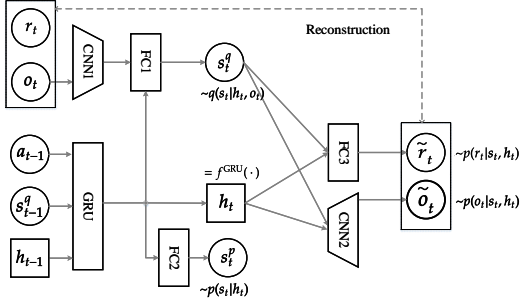 r_t
Reconstruction
CNN1
FC1
o_t
s_t^q
~q(s_t|h_t, o_t)
a_{t-1}
FC3
r̃_t
~p(r_t|s_t, h_t)
= f^{GRU}(·)
s_{t-1}^q
GRU
h_t
CNN2
õ_t
~p(o_t|s_t, h_t)
h_{t-1}
FC2
s_t^p
~p(s_t|h_t)